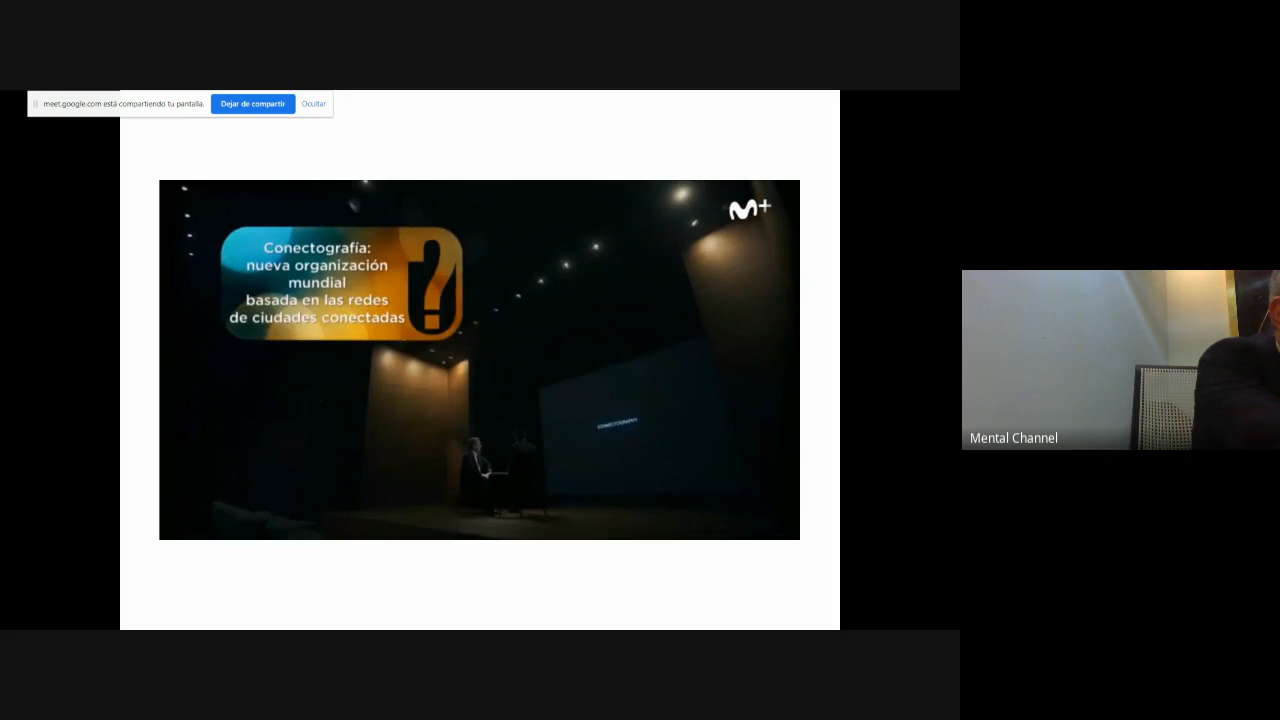 meet.google.com está compartiendo tu pantalla.
Dejar de compartir
Ocultar
M+
Conectografía:
nueva organización
mundial
basada en las redes
de ciudades conectadas
?
CONNECTOGRAPHY
Mental Channel